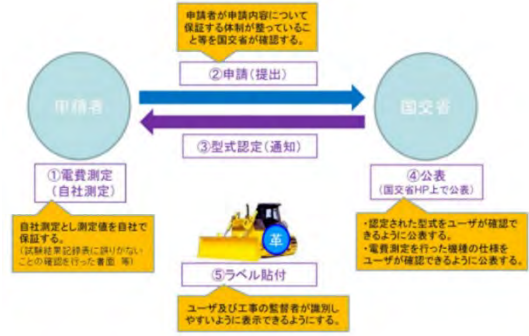 申請者が申請内容について
保証する体制が整っているこ
と等を国交省が確認する。
②申請(提出)
申請者
国交省
③型式認定(通知)
①電費測定
(自社測定)
④公表
(国交省HP上で公表)
自社測定とし測定値を自社で
保証する。
(試験結果記録表に誤りがない
ことの確認を行った書面 等)
・認定された型式をユーザが確認で
きるように公表する。
・電費測定を行った機種の仕様を
ユーザが確認できるように公表する。
革
⑤ラベル貼付
ユーザ及び工事の監督者が識別し
やすいように表示できるようにする。